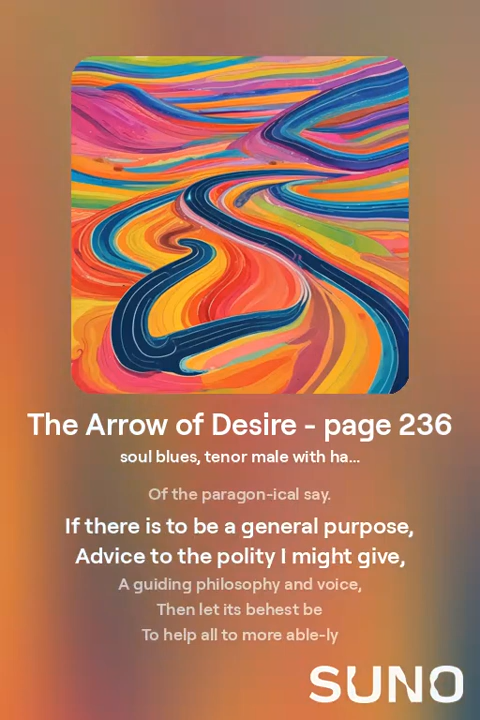 The Arrow of Desire - page 236
soul blues, tenor male with ha...
Of the paragon-ical say.
If there is to be a general purpose,
Advice to the polity I might give,
A guiding philosophy and voice,
Then let its behest be
To help all to more able-ly
SUNO